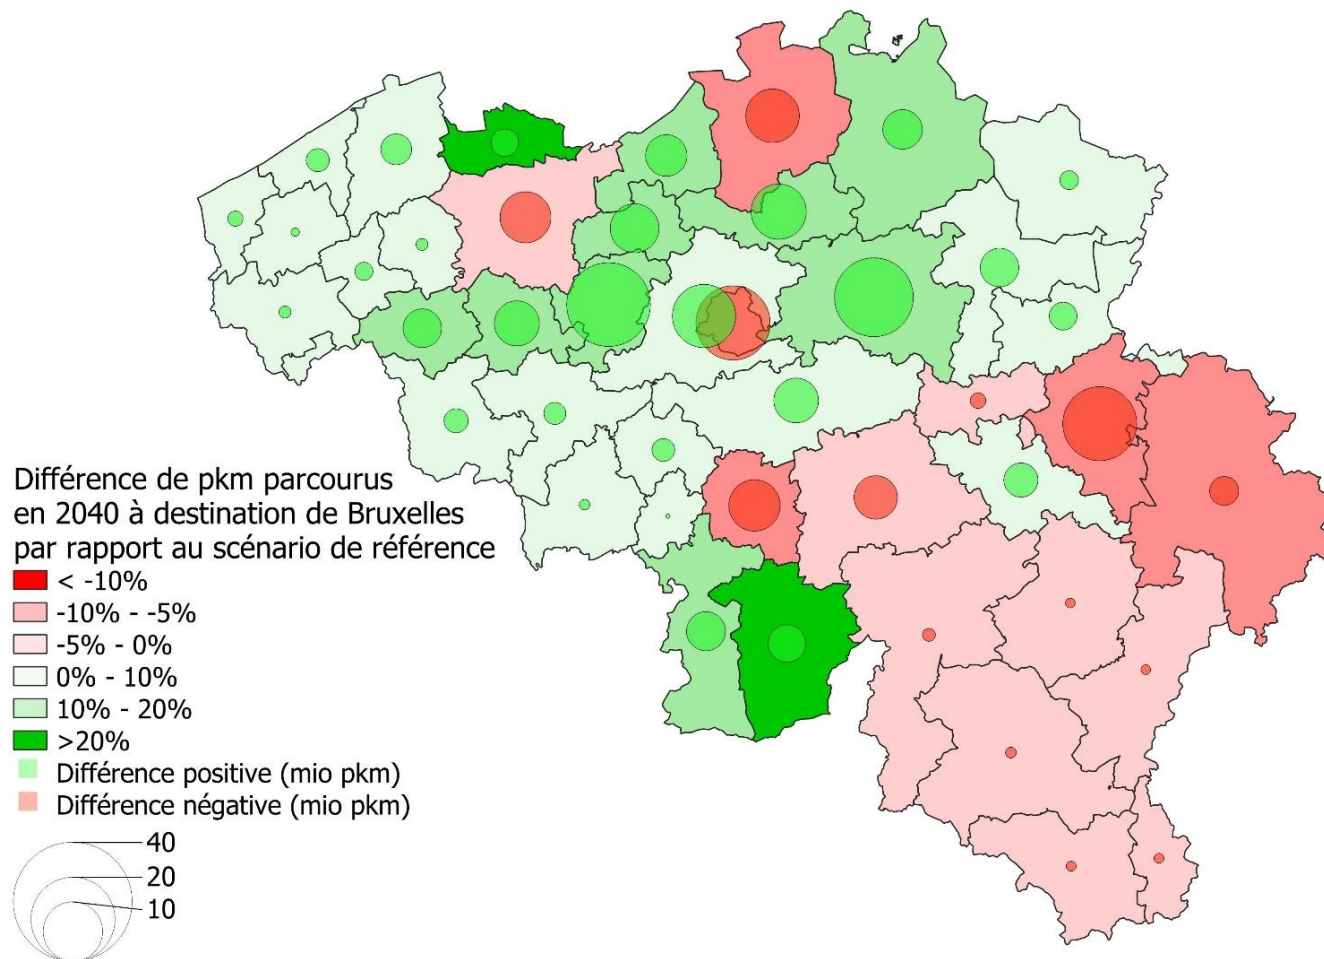 Différence de pkm parcourus
en 2040 à destination de Bruxelles
par rapport au scénario de référence
< -10%
-10% - -5%
-5% - 0%
0% - 10%
10% - 20%
>20%
Différence positive (mio pkm)
Différence négative (mio pkm)
40
20
10